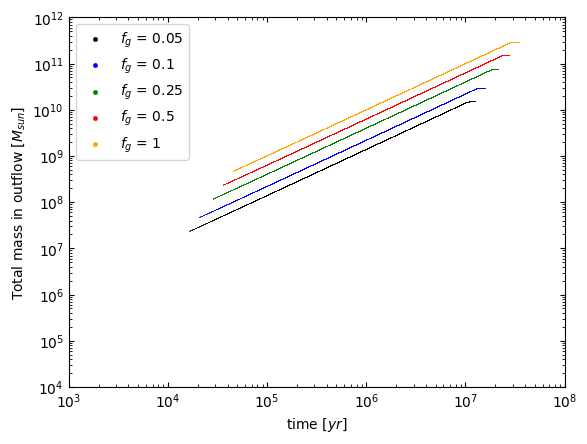 10^12
10^11
10^10
10^9
10^8
10^7
10^6
10^5
10^4
Total mass in outflow [M_sun]
f_g = 0.05
f_g = 0.1
f_g = 0.25
f_g = 0.5
f_g = 1
10^3 10^4 10^5 10^6 10^7 10^8
time [yr]